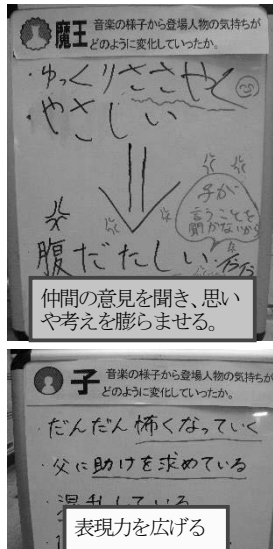 魔王 音楽の様子から登場人物の気持ちが
どのように変化していったか。
・ゆっくりささやく
・やさしい
子が
言うことを
聞かないから
腹だたしい
仲間の意見を聞き、思い
や考えを膨らませる。
子 音楽の様子から登場人物の気持ちが
どのように変化していったか。
・だんだん怖くなっていく
・父に助けを求めている
・混乱している
表現力を広げる